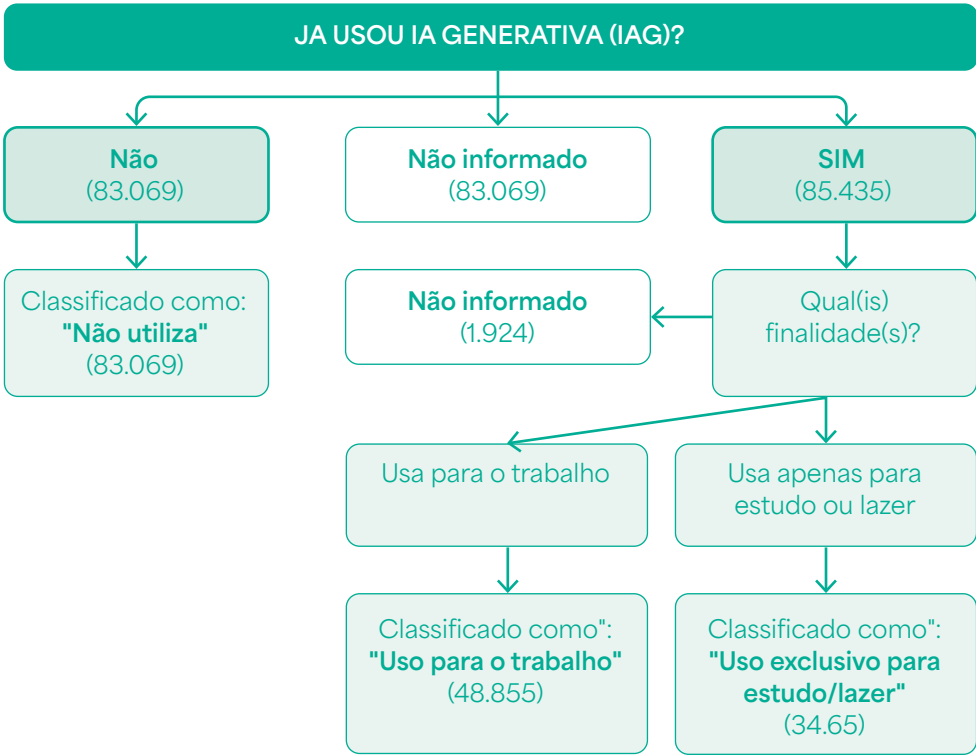 JA USOU IA GENERATIVA (IAG)?
Não
(83.069)
Não informado
(83.069)
SIM
(85.435)
Classificado como:
"Não utiliza"
(83.069)
Não informado
(1.924)
Qual(is)
finalidade(s)?
Usa para o trabalho
Usa apenas para
estudo ou lazer
Classificado como":
"Uso para o trabalho"
(48.855)
Classificado como":
"Uso exclusivo para
estudo/lazer"
(34.65)